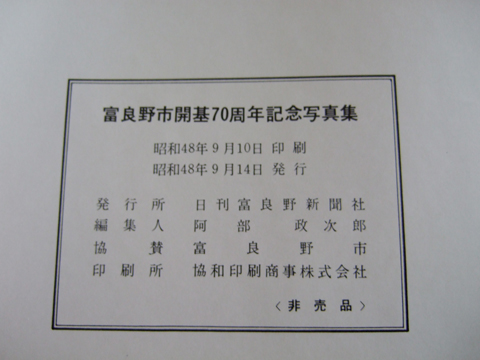 富良野市開基70周年記念写真集
昭和48年9月10日 印刷
昭和48年9月14日 発行
発行所 日刊富良野新聞社
編集人 阿部 政次郎
協賛 富良野市
印刷所 協和印刷商事株式会社
<非売品>